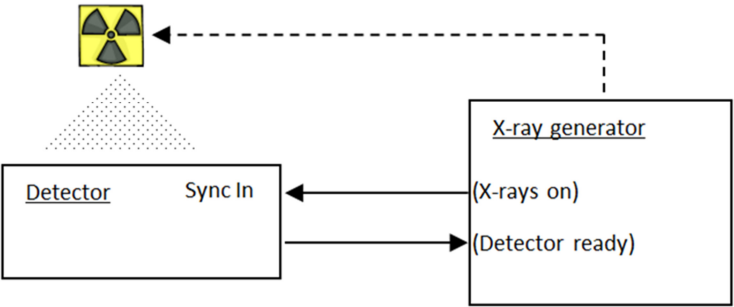 X-ray generator
Detector
Sync In
(X-rays on)
(Detector ready)